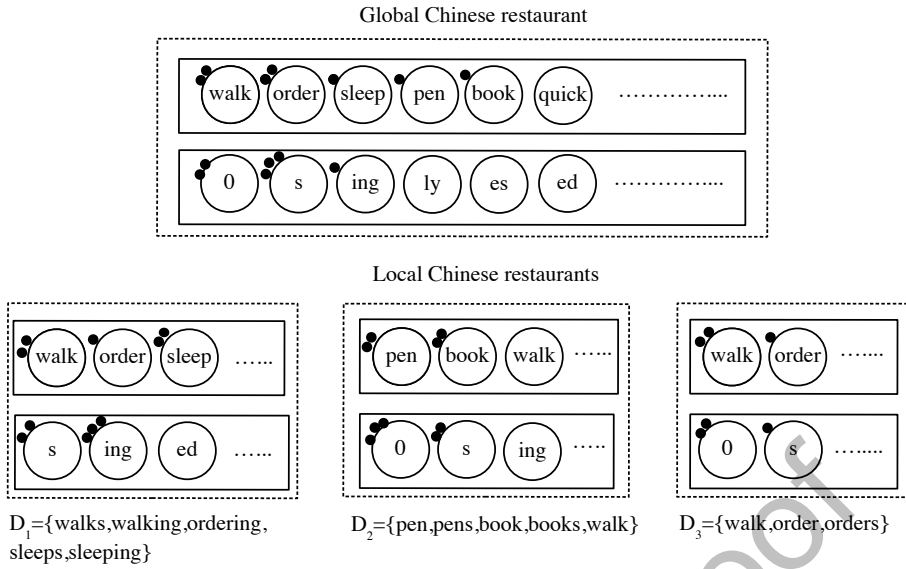 Global Chinese restaurant
walk order sleep pen book quick ................
0 s ing ly es ed ................
Local Chinese restaurants
walk order sleep ......
s ing ed ......
pen book walk ......
0 s ing .....
walk order .......
0 s .......
D1={walks,walking,ordering,
sleeps,sleeping}
D2={pen,pens,book,books,walk}
D3={walk,order,orders}
oof